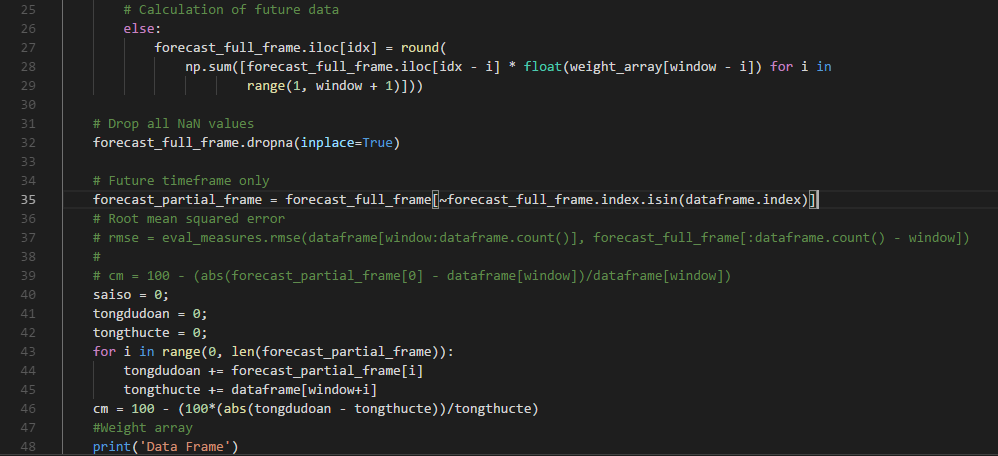 25 # Calculation of future data
26 else:
27 forecast_full_frame.iloc[idx] = round(
28 np.sum([forecast_full_frame.iloc[idx - i] * float(weight_array[window - i]) for i in
29 range(1, window + 1)]))
30
31 # Drop all NaN values
32 forecast_full_frame.dropna(inplace=True)
33
34 # Future timeframe only
35 forecast_partial_frame = forecast_full_frame[~forecast_full_frame.index.isin(dataframe.index)]
36 # Root mean squared error
37 # rmse = eval_measures.rmse(dataframe[window:dataframe.count()], forecast_full_frame[:dataframe.count() - window])
38 #
39 # cm = 100 - (abs(forecast_partial_frame[0] - dataframe[window])/dataframe[window])
40 saiso = 0;
41 tongdudoan = 0;
42 tongthucte = 0;
43 for i in range(0, len(forecast_partial_frame)):
44 tongdudoan += forecast_partial_frame[i]
45 tongthucte += dataframe[window+i]
46 cm = 100 - (100*(abs(tongdudoan - tongthucte))/tongthucte)
47 #Weight array
48 print('Data Frame')